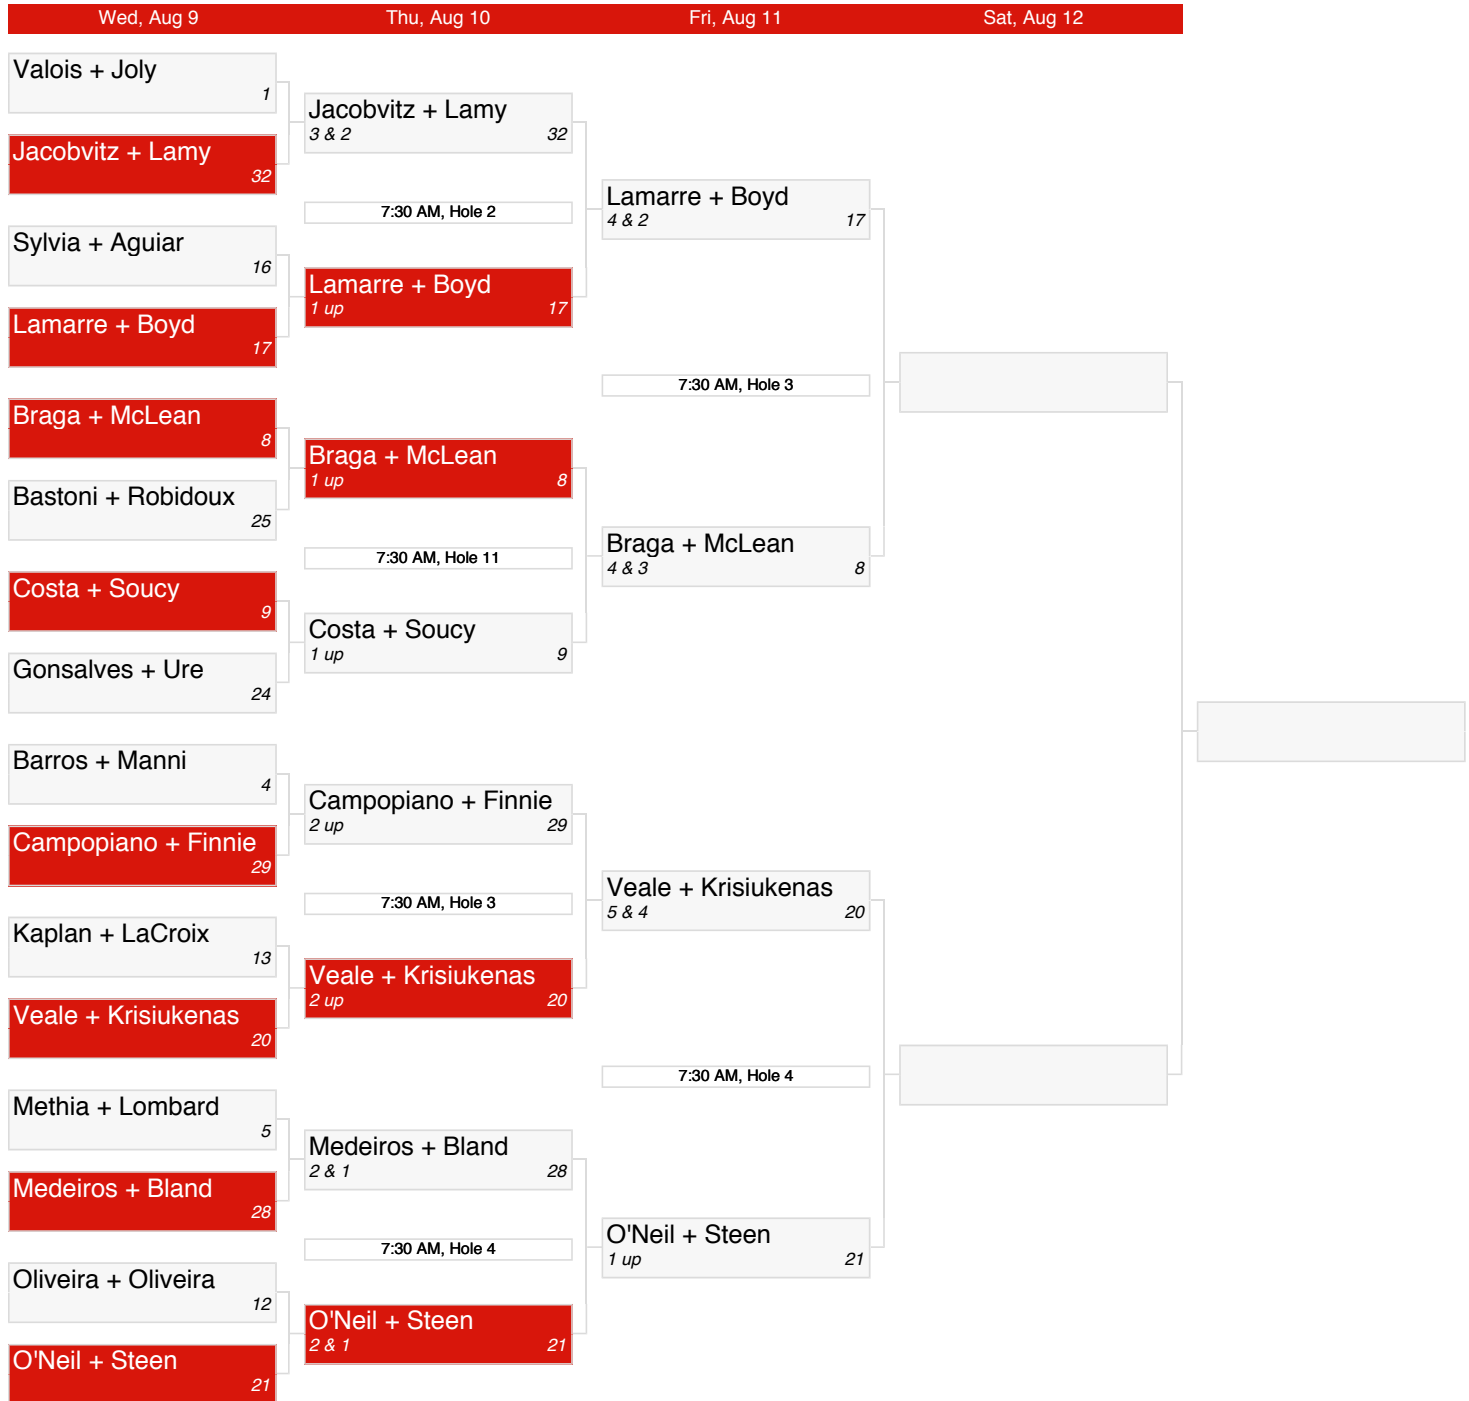 Wed, Aug 9
Thu, Aug 10
Fri, Aug 11
Sat, Aug 12
Valois + Joly
1
Jacobvitz + Lamy
32
Sylvia + Aguiar
16
Lamarre + Boyd
17
Braga + McLean
8
Bastoni + Robidoux
25
Costa + Soucy
9
Gonsalves + Ure
24
Barros + Manni
4
Campopiano + Finnie
29
Kaplan + LaCroix
13
Veale + Krisiukenas
20
Methia + Lombard
5
Medeiros + Bland
28
Oliveira + Oliveira
12
O'Neil + Steen
21
Jacobvitz + Lamy
3 & 2 32
7:30 AM, Hole 2
Lamarre + Boyd
1 up 17
Braga + McLean
1 up 8
7:30 AM, Hole 11
Costa + Soucy
1 up 9
Campopiano + Finnie
2 up 29
7:30 AM, Hole 3
Veale + Krisiukenas
2 up 20
Medeiros + Bland
2 & 1 28
7:30 AM, Hole 4
O'Neil + Steen
2 & 1 21
Lamarre + Boyd
4 & 2 17
7:30 AM, Hole 3
Braga + McLean
4 & 3 8
Veale + Krisiukenas
5 & 4 20
7:30 AM, Hole 4
O'Neil + Steen
1 up 21